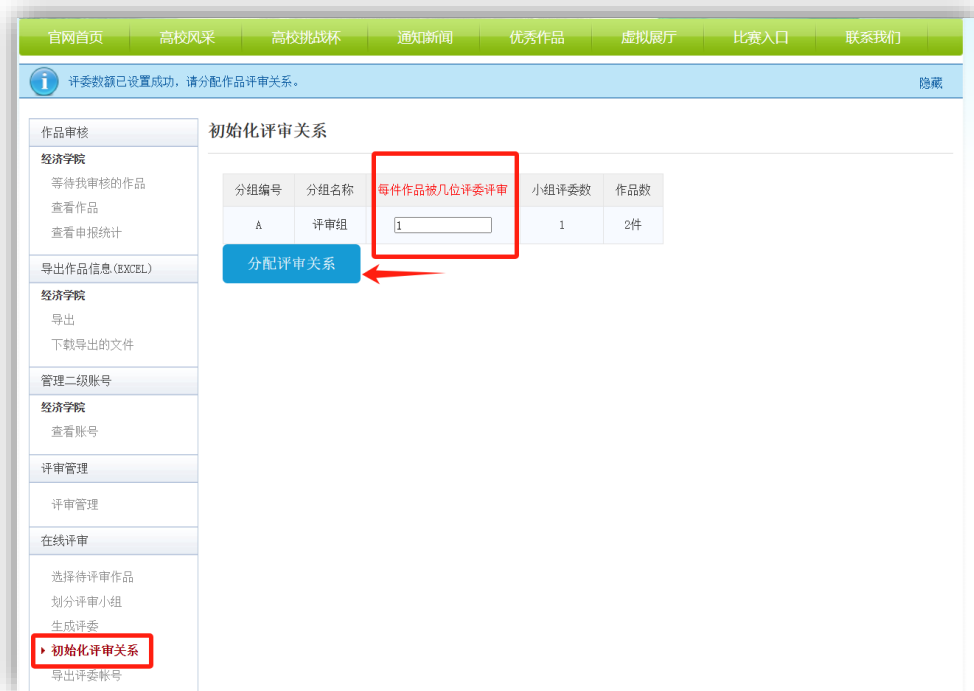 官网首页 高校风采 高校挑战杯 通知新闻 优秀作品 虚拟展厅 比赛入口 联系我们
评委数额已设置成功，请分配作品评审关系。 隐藏
作品审核
经济学院
等待我审核的作品
查看作品
查看申报统计
导出作品信息(EXCEL)
经济学院
导出
下载导出的文件
管理二级账号
经济学院
查看账号
评审管理
评审管理
在线评审
选择待评审作品
划分评审小组
生成评委
初始化评审关系
导出评委帐号
初始化评审关系
分组编号 分组名称 每件作品被几位评委评审 小组评委数 作品数
A 评审组 1 1 2件
分配评审关系